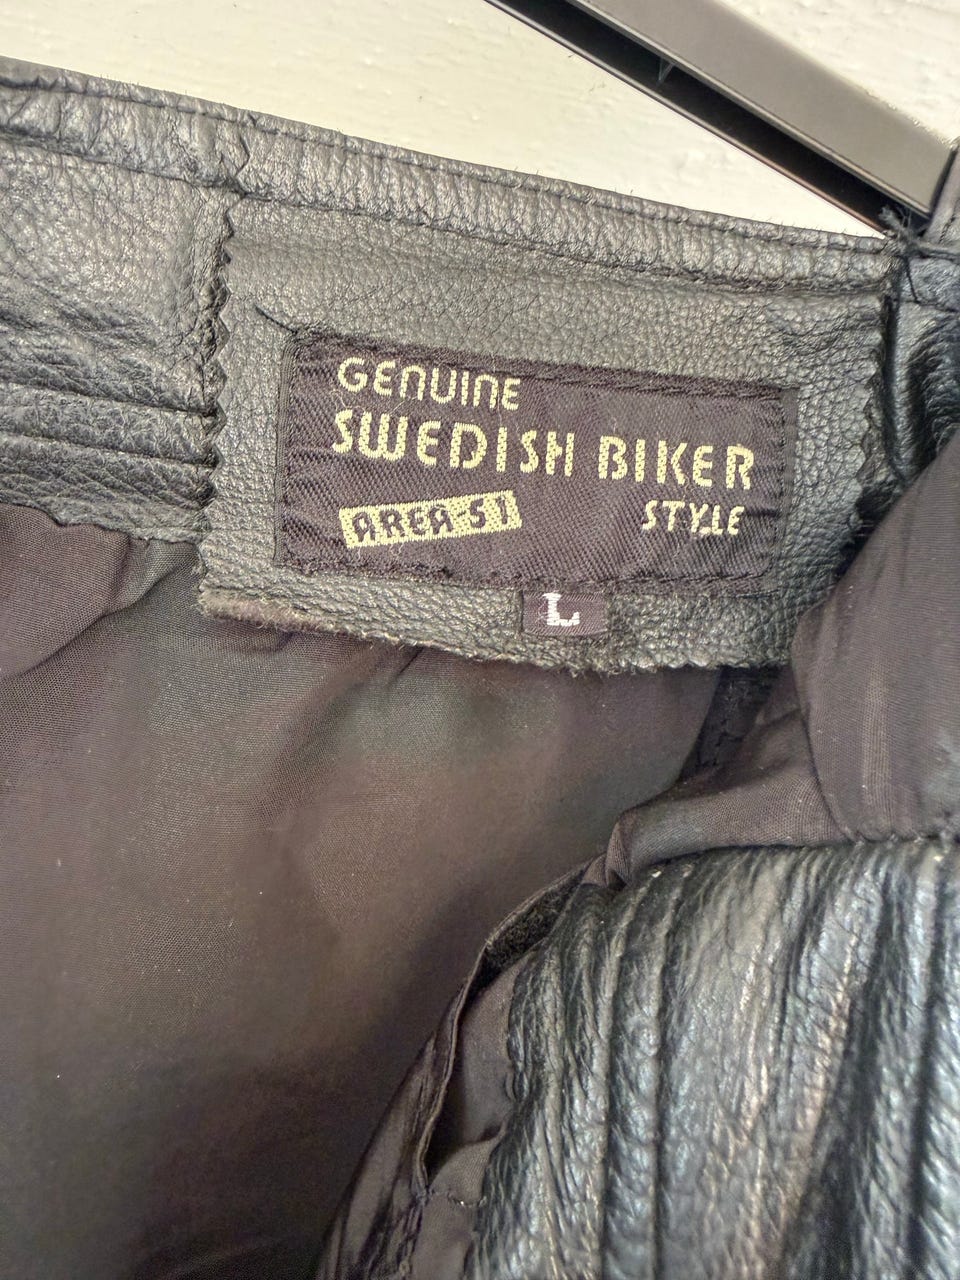 GENUINE
SWEDISH BIKER
AREA 51 STYLE
L